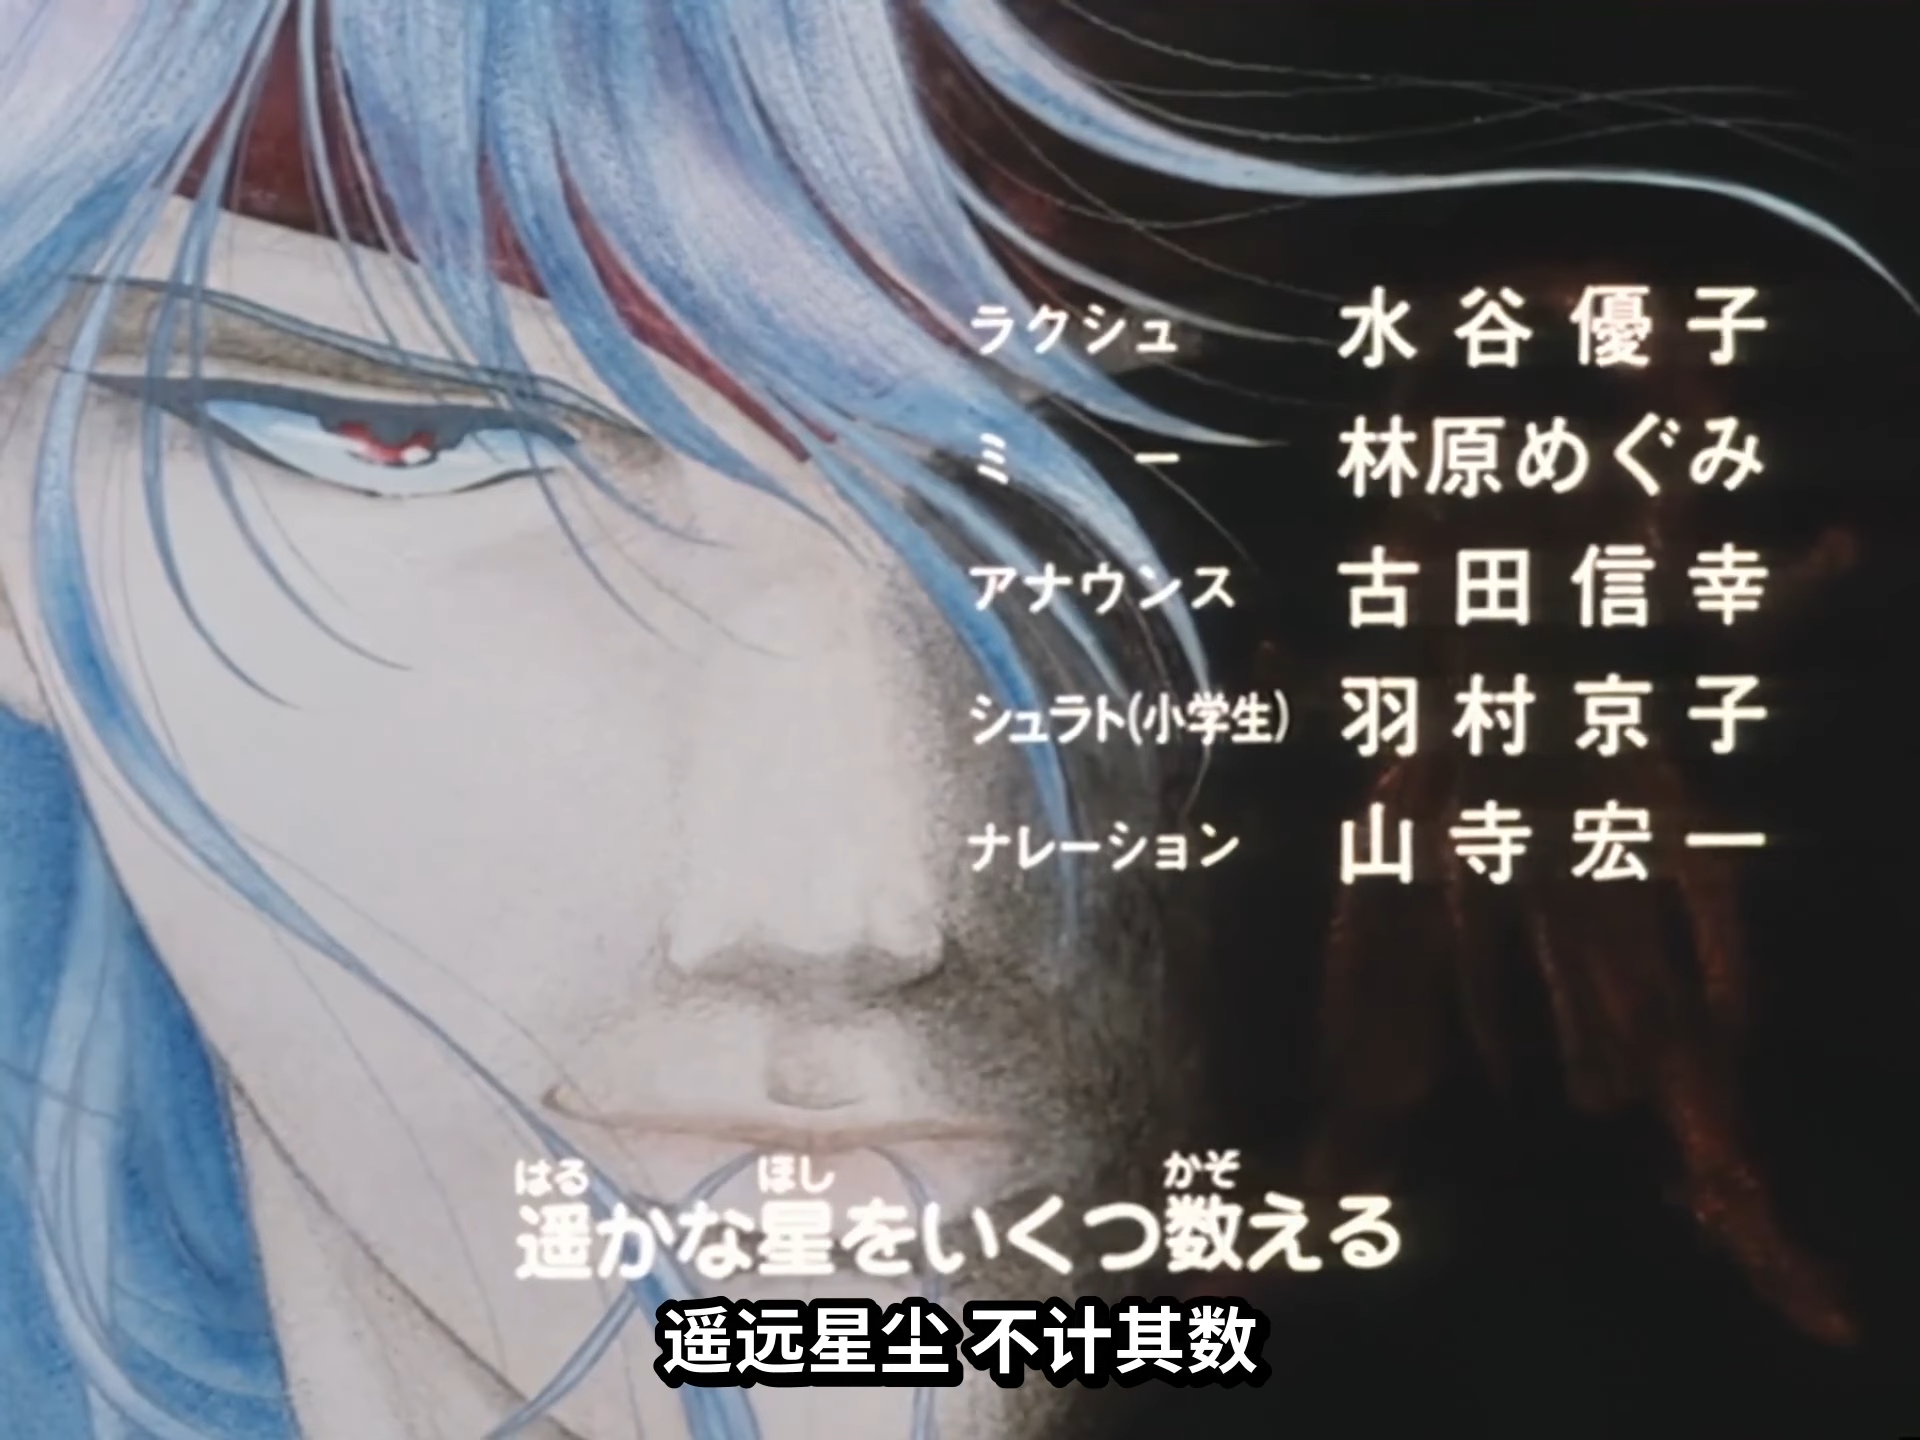 ラクシュ 水谷優子
ミー 林原めぐみ
アナウンス 古田信幸
シュラト(小学生) 羽村京子
ナレーション 山寺宏一
はる ほし かぞ
遥かな星をいくつ数える
遥远星尘 不计其数